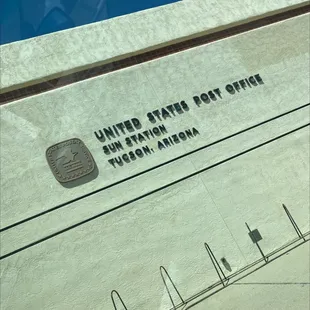 UNITED STATES POST OFFICE
SUN STATION
TUCSON, ARIZONA